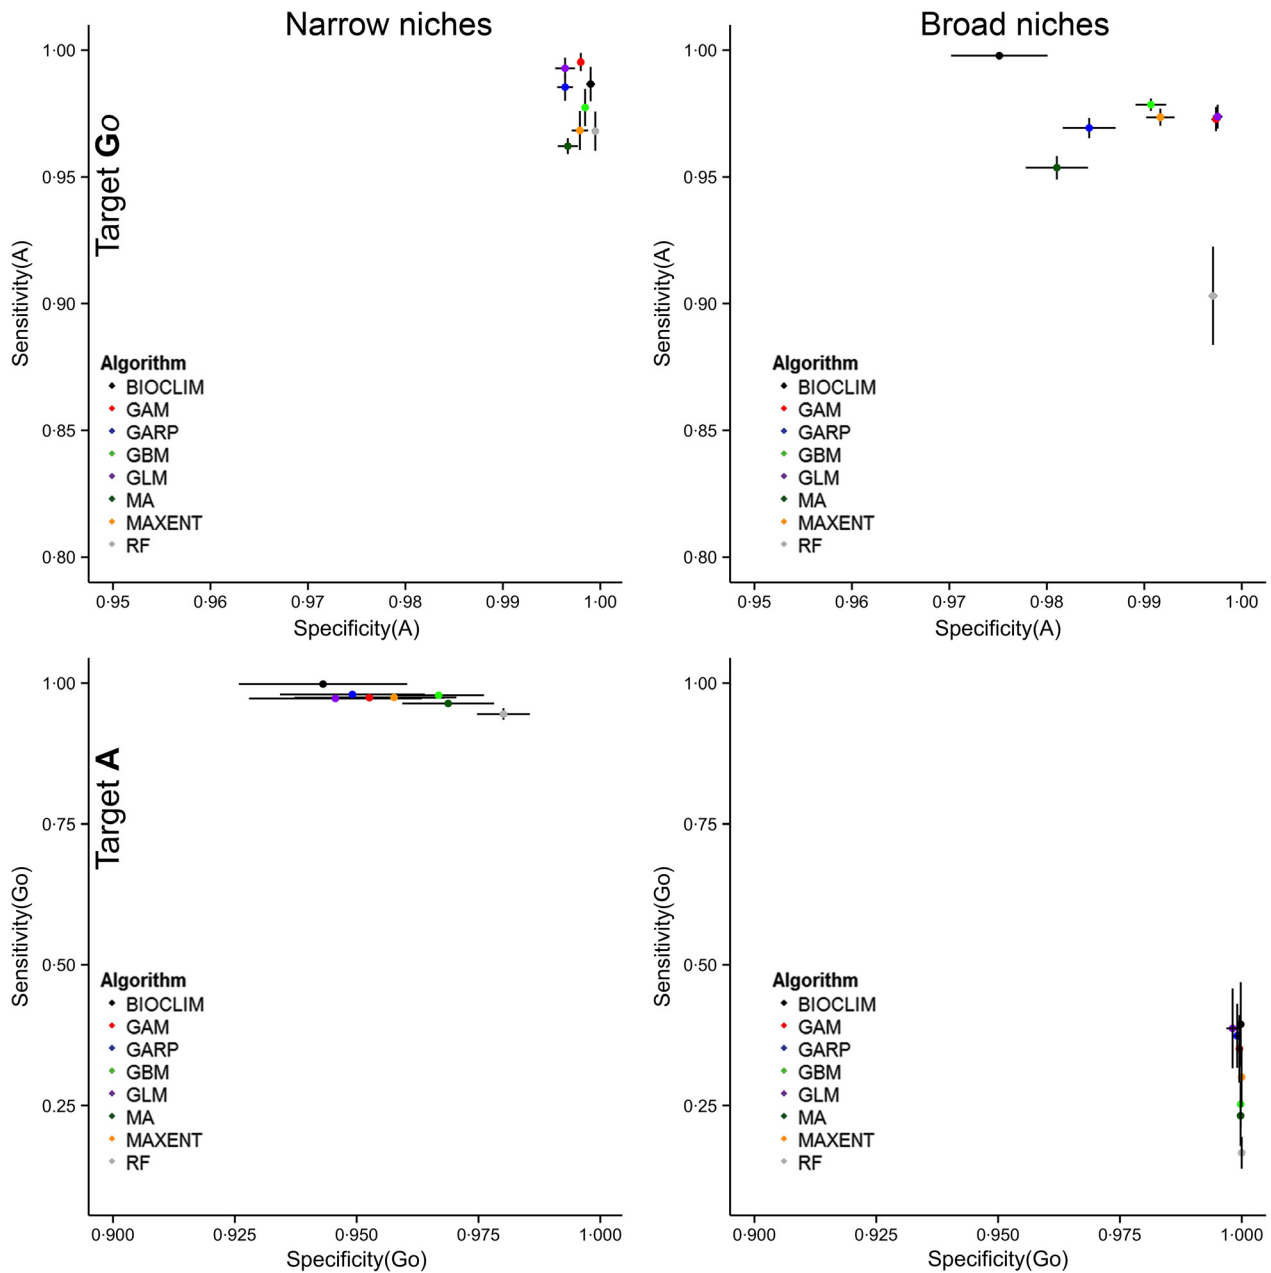 Narrow niches
Broad niches
Target Go
Sensitivity(A)
1·00
0·95
0·90
0·85
0·80
Algorithm
BIOCLIM
GAM
GARP
GBM
GLM
MA
MAXENT
RF
0·95 0·96 0·97 0·98 0·99 1·00
Specificity(A)
Sensitivity(A)
1·00
0·95
0·90
0·85
0·80
Algorithm
BIOCLIM
GAM
GARP
GBM
GLM
MA
MAXENT
RF
0·95 0·96 0·97 0·98 0·99 1·00
Specificity(A)
Target A
Sensitivity(Go)
1·00
0·75
0·50
0.25
Algorithm
BIOCLIM
GAM
GARP
GBM
GLM
MA
MAXENT
RF
0·900 0·925 0·950 0·975 1·000
Specificity(Go)
Sensitivity(Go)
1·00
0·75
0·50
0·25
Algorithm
BIOCLIM
GAM
GARP
GBM
GLM
MA
MAXENT
RF
0·900 0·925 0·950 0·975 1·000
Specificity(Go)